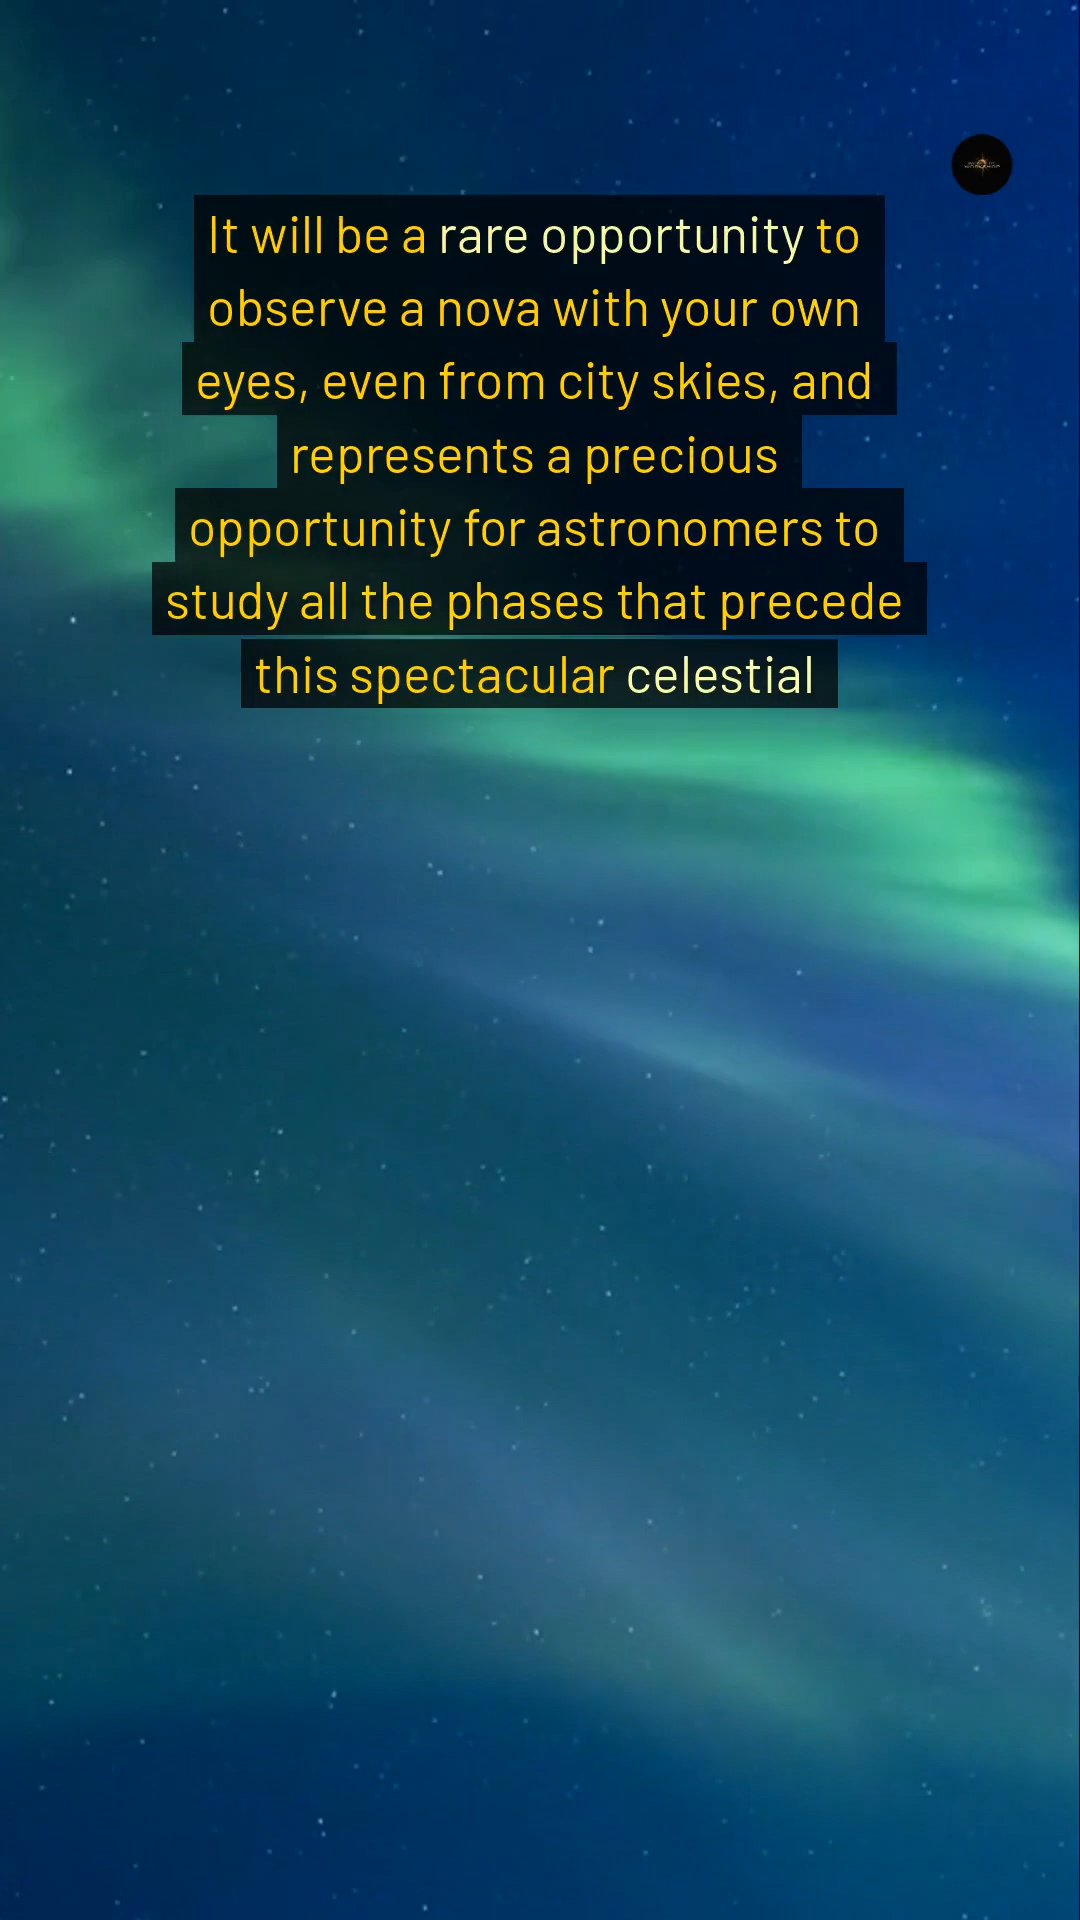 It will be a rare opportunity to
observe a nova with your own
eyes, even from city skies, and
represents a precious
opportunity for astronomers to
study all the phases that precede
this spectacular celestial